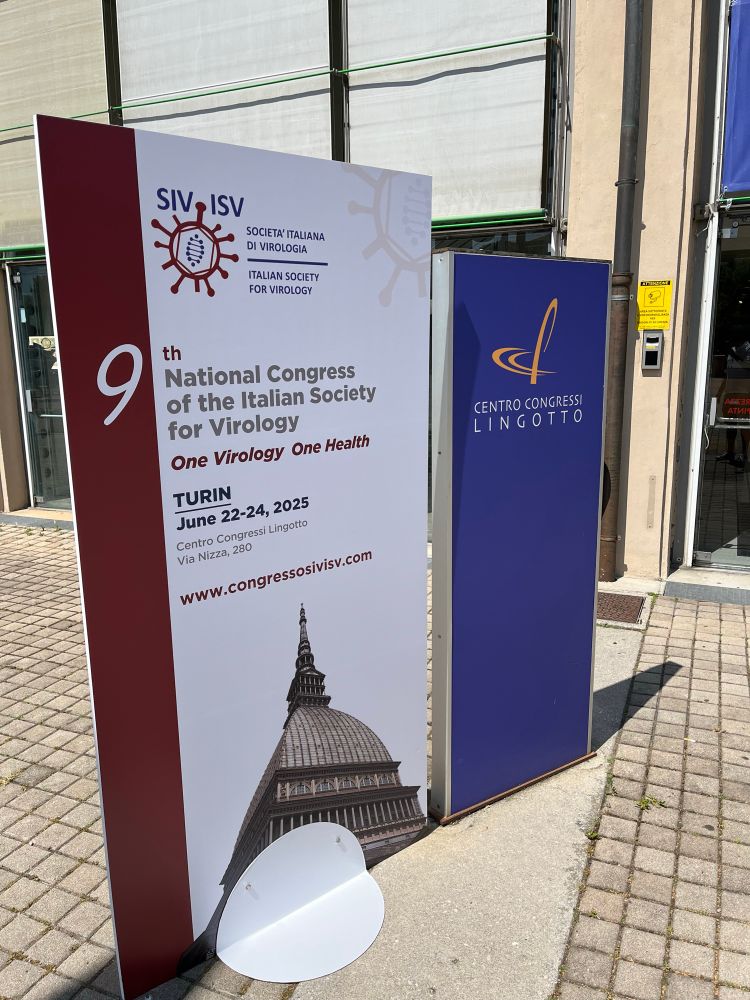 SIV ISV
SOCIETA' ITALIANA
DI VIROLOGIA
ITALIAN SOCIETY
FOR VIROLOGY
9th
National Congress
of the Italian Society
for Virology
One Virology One Health
TURIN
June 22-24, 2025
Centro Congressi Lingotto
Via Nizza, 280
www.congressosivisv.com
CENTRO CONGRESSI
LINGOTTO
ATTENZIONE